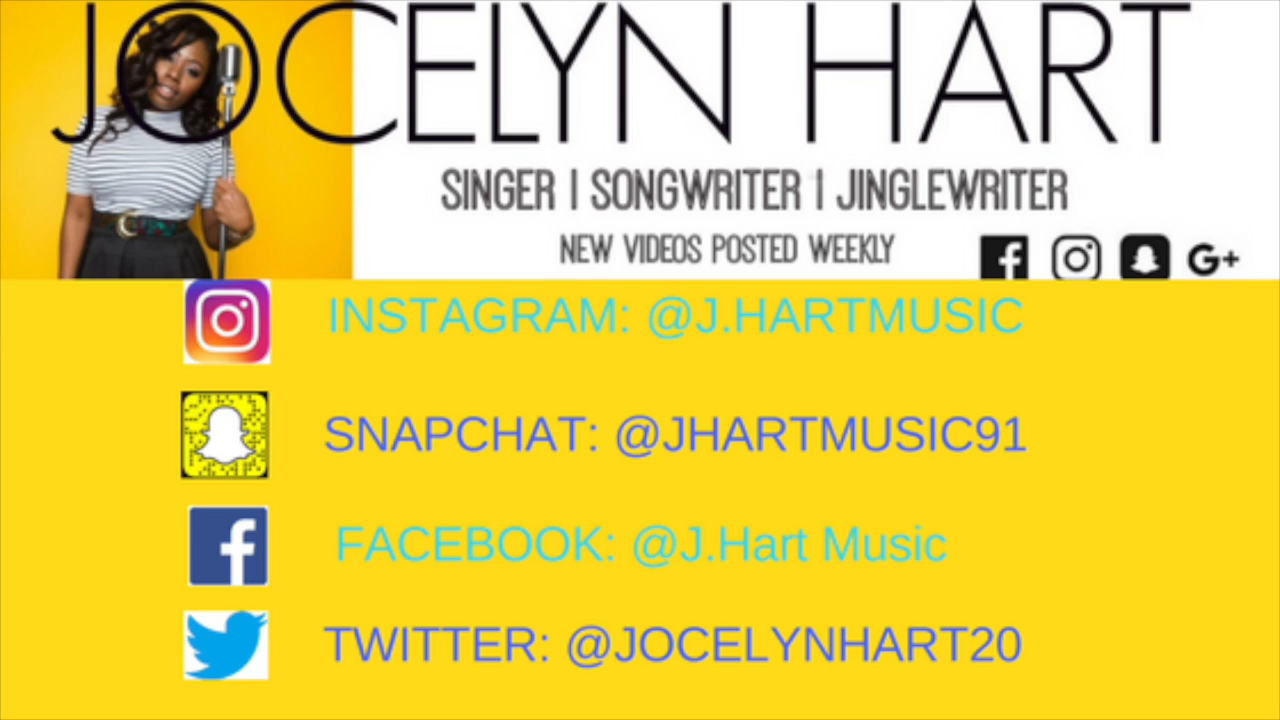 JOCELYN HART
SINGER | SONGWRITER | JINGLEWRITER
NEW VIDEOS POSTED WEEKLY
G+
INSTAGRAM: @J.HARTMUSIC
SNAPCHAT: @JHARTMUSIC91
FACEBOOK: @J.Hart Music
TWITTER: @JOCELYNHART20